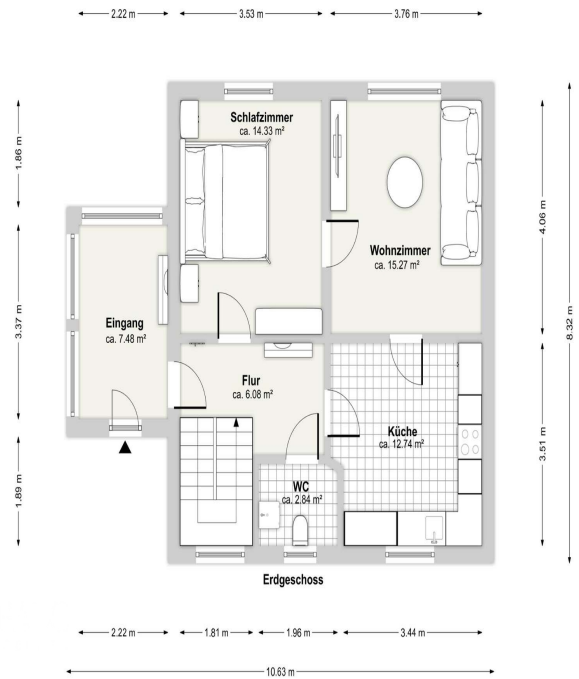 2.22 m
3.53 m
3.76 m
Schlafzimmer
ca. 14.33 m²
1.86 m
4.06 m
Wohnzimmer
ca. 15.27 m²
8.32 m
Eingang
ca. 7.48 m²
3.37 m
Flur
ca. 6.08 m²
Küche
ca. 12.74 m²
3.51 m
WC
ca. 2.84 m²
1.89 m
Erdgeschoss
2.22 m
1.81 m
1.96 m
3.44 m
10.63 m